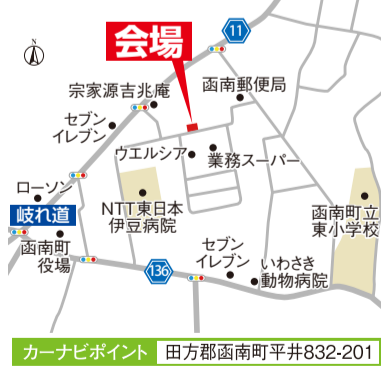 会場
11
N
宗家源吉兆庵
函南郵便局
セブン
イレブン
ウエルシア
業務スーパー
ローソン
岐れ道
NTT東日本
伊豆病院
函南町立
東小学校
函南町
役場
136
セブン
イレブン
いわさき
動物病院
カーナビポイント
田方郡函南町平井832-201